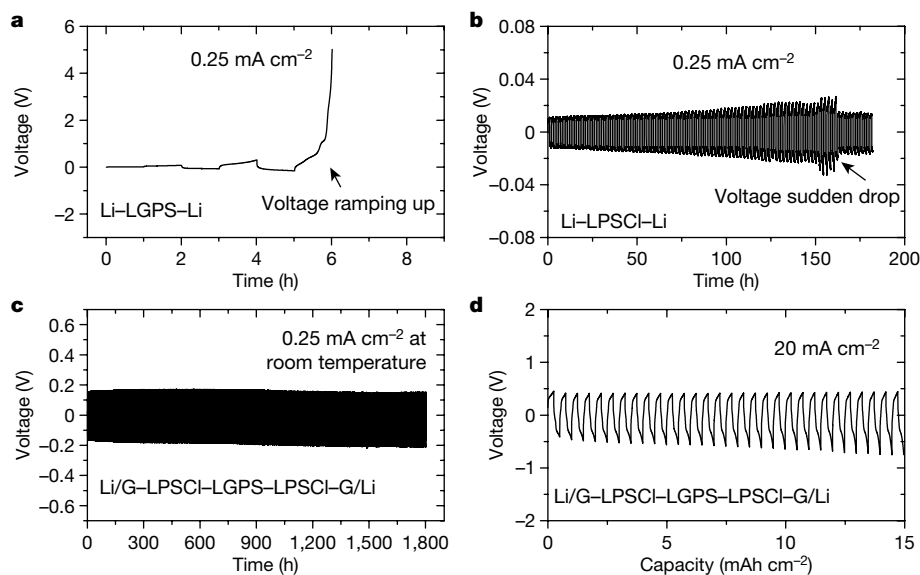 a
6
4
2
0
–2
Voltage (V)
0.25 mA cm–2
Voltage ramping up
Li–LGPS–Li
0 2 4 6 8
Time (h)
b
0.08
0.04
0
–0.04
–0.08
Voltage (V)
0.25 mA cm–2
Voltage sudden drop
Li–LPSCl–Li
0 50 100 150 200
Time (h)
c
0.6
0.4
0.2
0
–0.2
–0.4
–0.6
Voltage (V)
0.25 mA cm–2 at
room temperature
Li/G–LPSCl–LGPS–LPSCl–G/Li
0 300 600 900 1,200 1,500 1,800
Time (h)
d
2
1
0
–1
–2
Voltage (V)
20 mA cm–2
Li/G–LPSCl–LGPS–LPSCl–G/Li
0 5 10 15
Capacity (mAh cm–2)